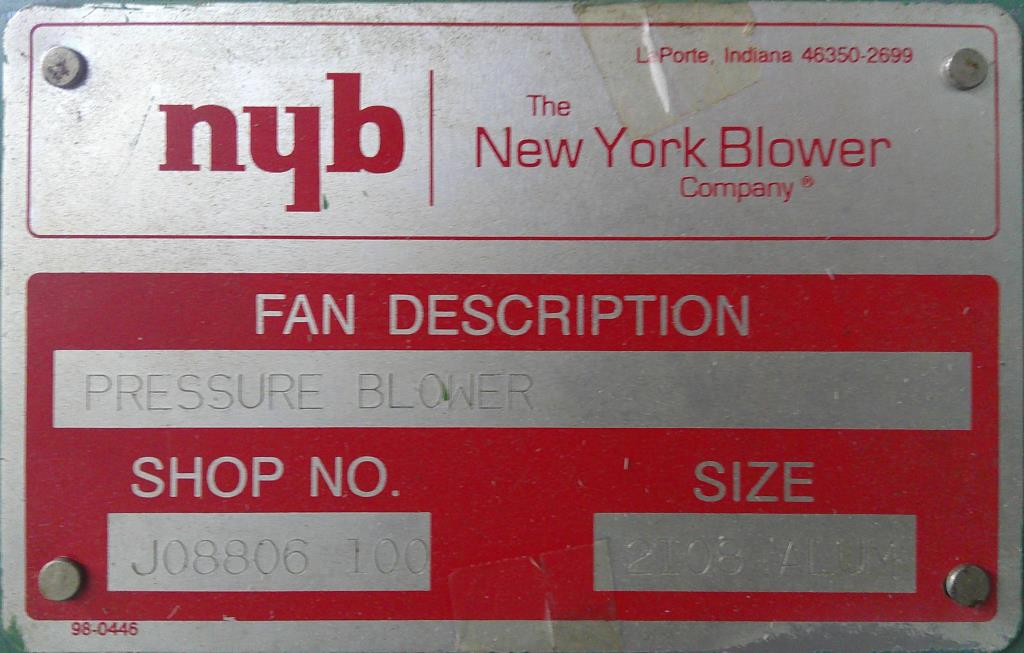 LaPorte, Indiana 46350-2699
nyb
The
New York Blower
Company ®
FAN DESCRIPTION
PRESSURE BLOWER
SHOP NO.
SIZE
J08806 100
2108 ALUM
98-0446